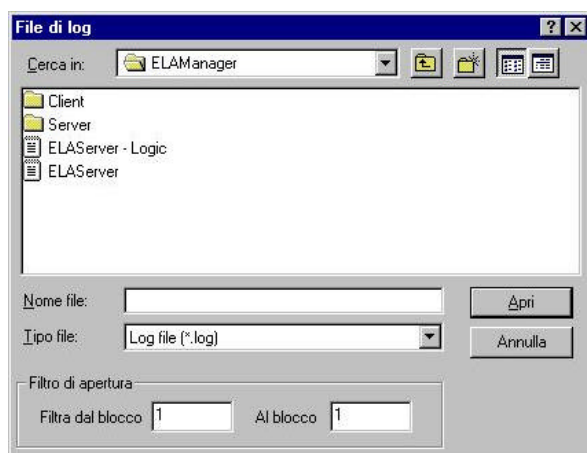 File di log
Cerca in: ELAManager
Client
Server
ELAServer - Logic
ELAServer
Nome file: Apri
Tipo file: Log file (*.log) Annulla
Filtro di apertura
Filtra dal blocco 1 Al blocco 1